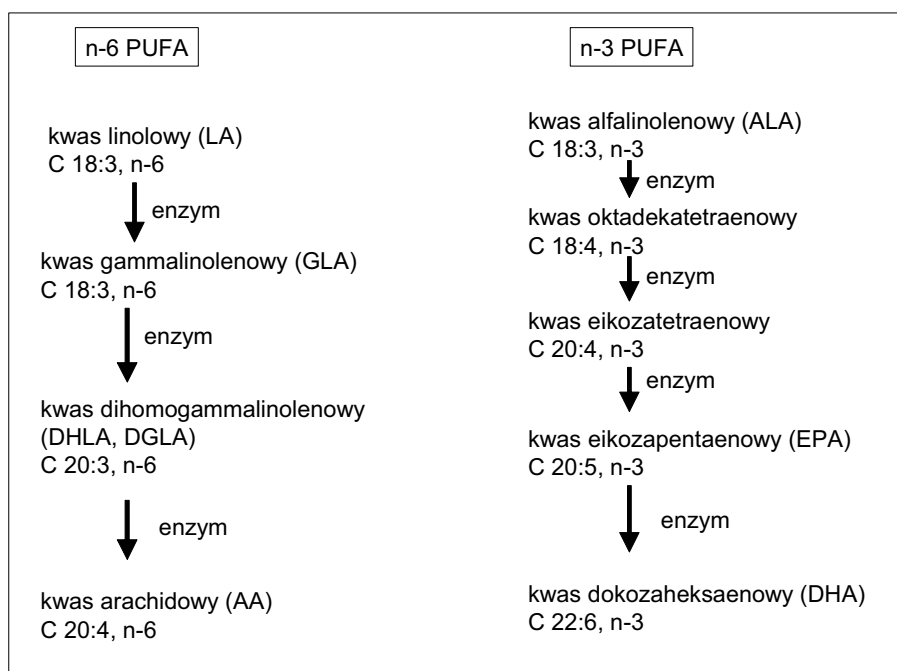 n-6 PUFA
kwas linolowy (LA)
C 18:3, n-6
enzym
kwas gammalinolenowy (GLA)
C 18:3, n-6
enzym
kwas dihomogammalinolenowy
(DHLA, DGLA)
C 20:3, n-6
enzym
kwas arachidowy (AA)
C 20:4, n-6
n-3 PUFA
kwas alfalinolenowy (ALA)
C 18:3, n-3
enzym
kwas oktadekatetraenowy
C 18:4, n-3
enzym
kwas eikozatetraenowy
C 20:4, n-3
enzym
kwas eikozapentaenowy (EPA)
C 20:5, n-3
enzym
kwas dokozaheksaenowy (DHA)
C 22:6, n-3